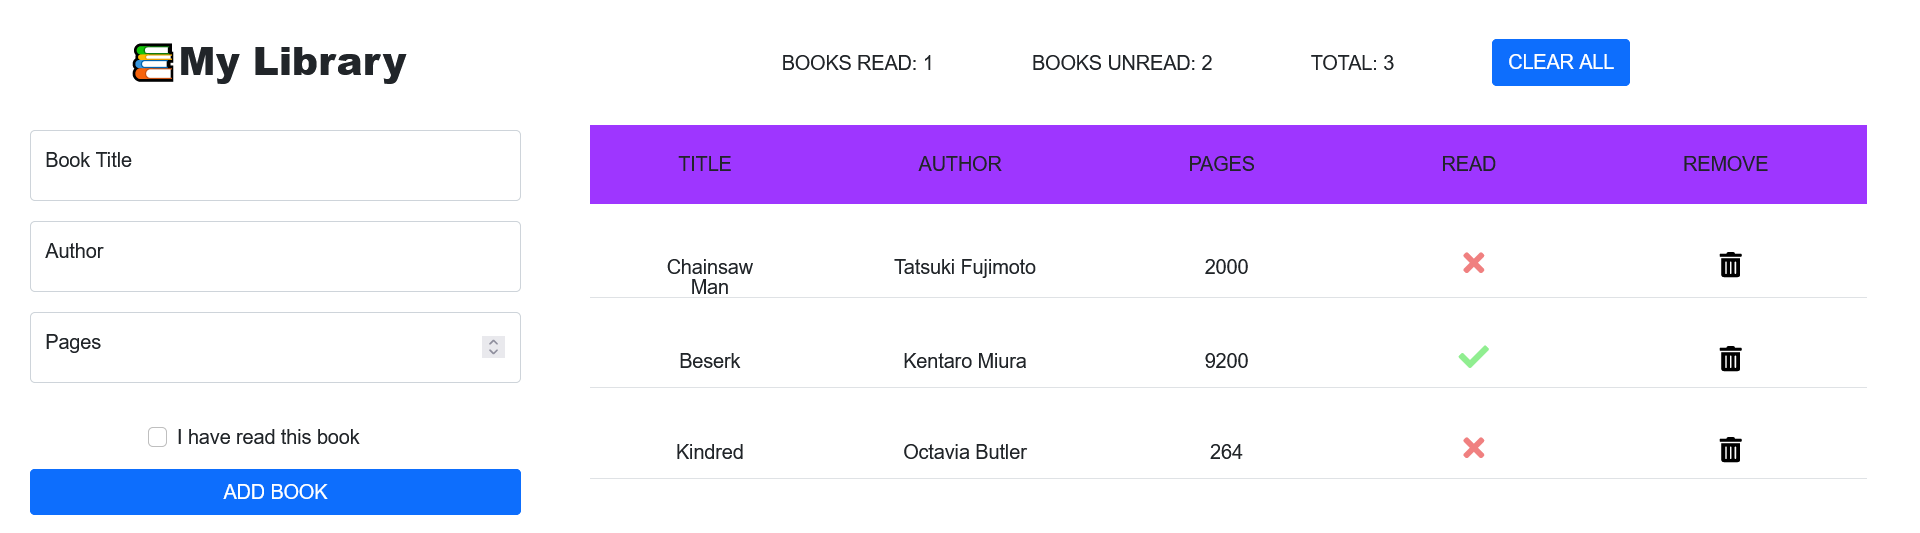 My Library
BOOKS READ: 1
BOOKS UNREAD: 2
TOTAL: 3
CLEAR ALL
Book Title
Author
Pages
I have read this book
ADD BOOK
TITLE AUTHOR PAGES READ REMOVE
Chainsaw
Man
Tatsuki Fujimoto 2000
Beserk Kentaro Miura 9200
Kindred Octavia Butler 264